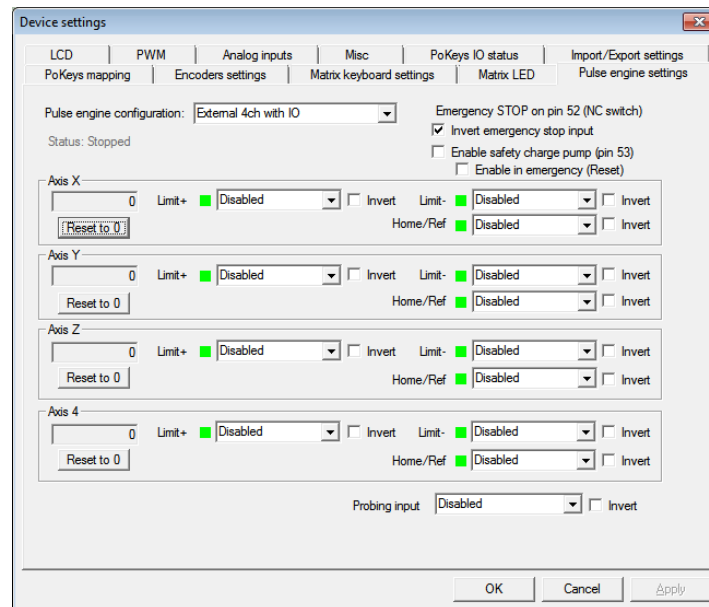 Device settings
LCD PWM Analog inputs Misc PoKeys IO status Import/Export settings
PoKeys mapping Encoders settings Matrix keyboard settings Matrix LED Pulse engine settings
Pulse engine configuration: External 4ch with IO Emergency STOP on pin 52 (NC switch)
Invert emergency stop input
Status: Stopped
Enable safety charge pump (pin 53)
Enable in emergency (Reset)
Axis X
0 Limit+ Disabled Invert Limit- Disabled Invert
Reset to 0 Home/Ref Disabled Invert
Axis Y
0 Limit+ Disabled Invert Limit- Disabled Invert
Reset to 0 Home/Ref Disabled Invert
Axis Z
0 Limit+ Disabled Invert Limit- Disabled Invert
Reset to 0 Home/Ref Disabled Invert
Axis 4
0 Limit+ Disabled Invert Limit- Disabled Invert
Reset to 0 Home/Ref Disabled Invert
Probing input Disabled Invert
OK Cancel Apply